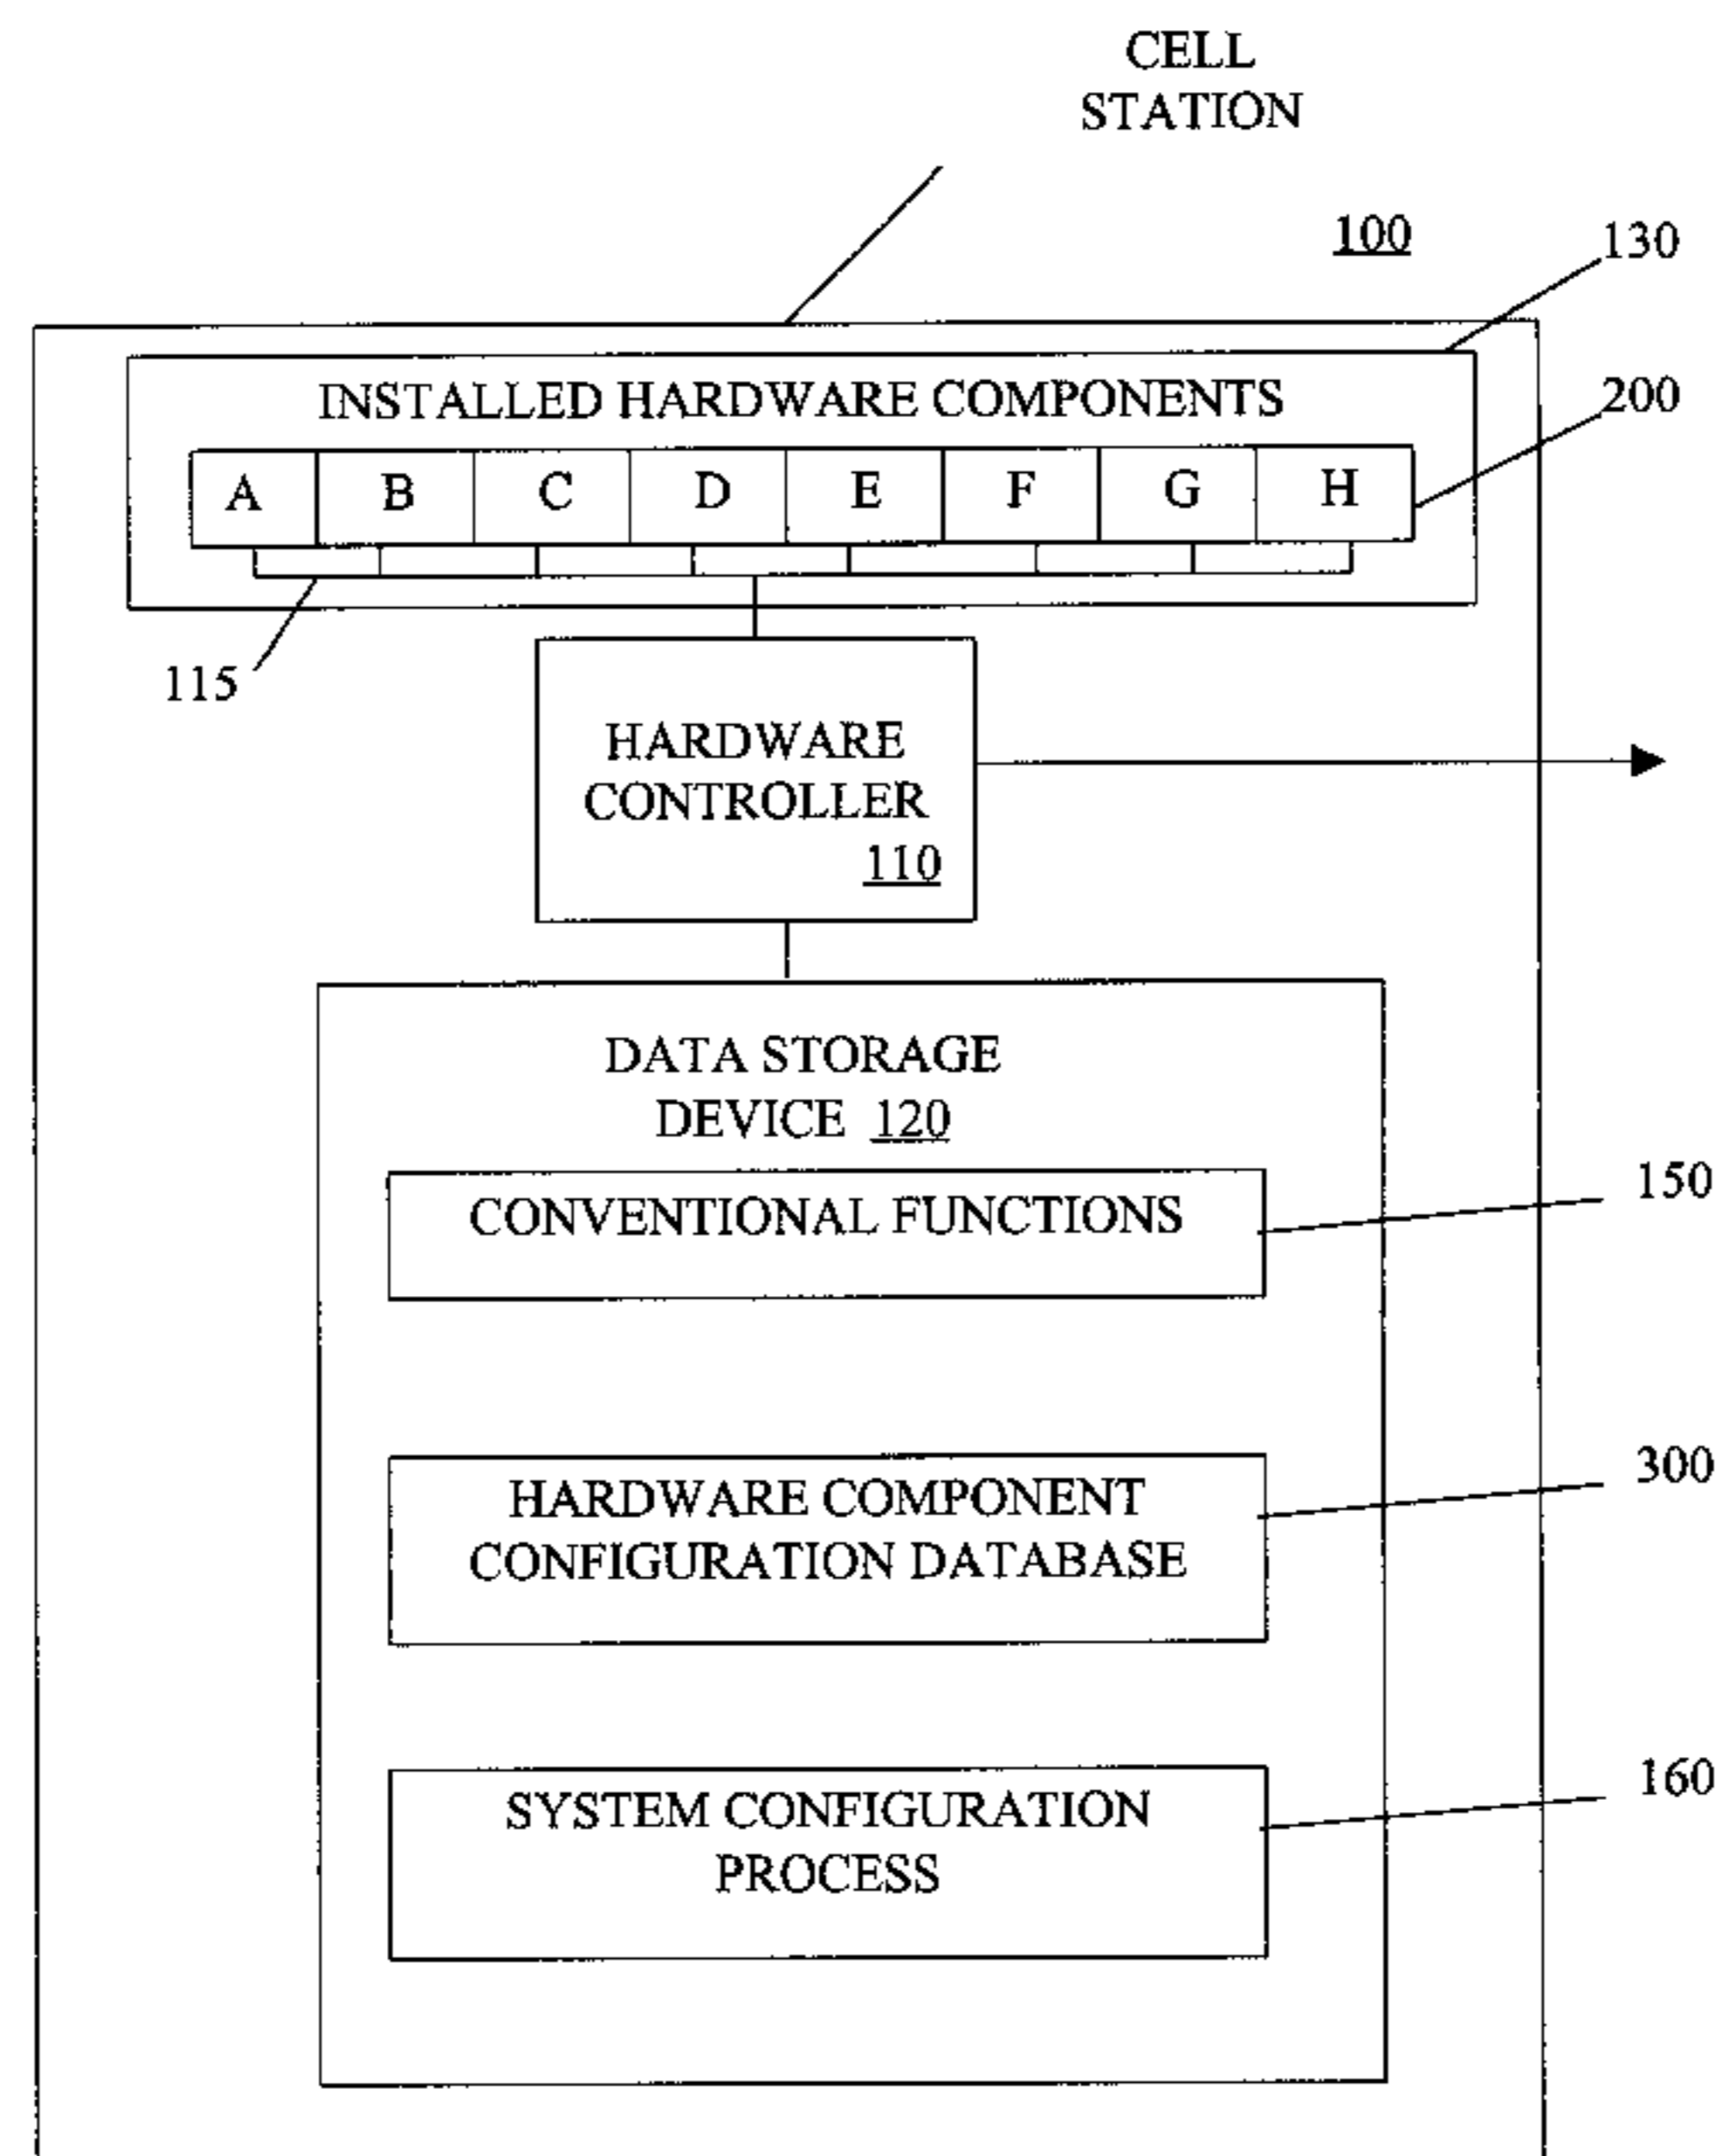 CELL
STATION
100
130
INSTALLED HARDWARE COMPONENTS
200
A B C D E F G H
115
HARDWARE
CONTROLLER
110
DATA STORAGE
DEVICE 120
150
CONVENTIONAL FUNCTIONS
300
HARDWARE COMPONENT
CONFIGURATION DATABASE
160
SYSTEM CONFIGURATION
PROCESS